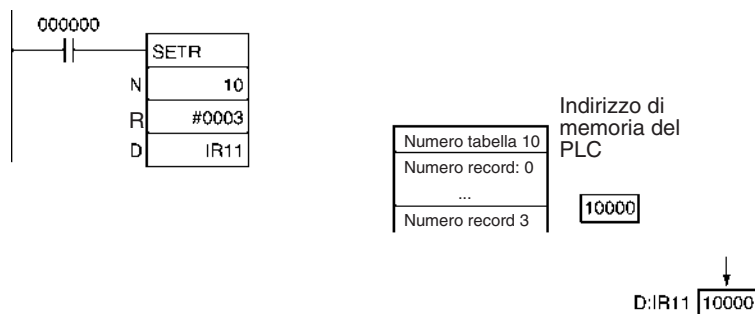 000000
SETR
N 10
R #0003
D IR11
Indirizzo di
memoria del
PLC
Numero tabella 10
Numero record: 0
...
Numero record 3
10000
D:IR11 10000